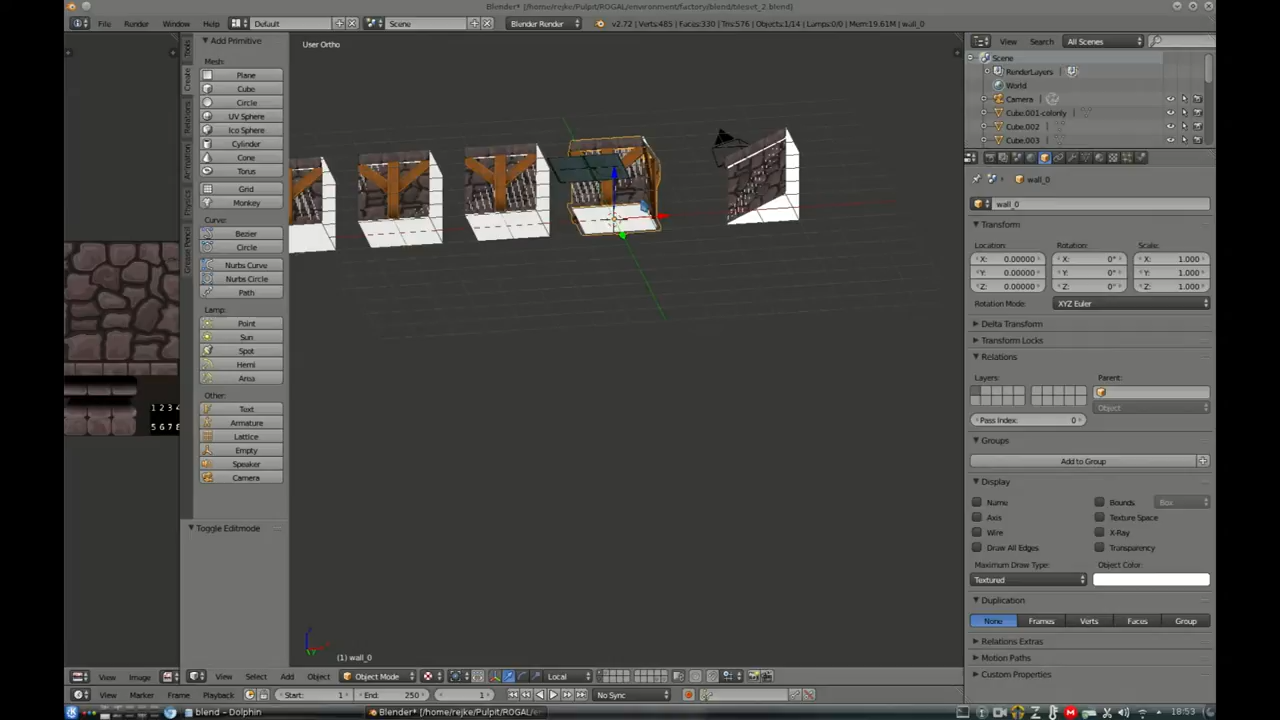 Blender* [/home/rejke/Pulpit/ROGAL/environment/factory/blend/tileset_2.blend]
File Render Window Help Default Scene Blender Render v2.72 | Verts:485 | Faces:330 | Tris:576 | Objects:1/14 | Lamps:0/0 | Mem:19.61M | wall_0
Tools
Create
Relations
Animation
Physics
Grease Pencil
Add Primitive
Mesh:
Plane
Cube
Circle
UV Sphere
Ico Sphere
Cylinder
Cone
Torus
Grid
Monkey
Curve:
Bezier
Circle
Nurbs Curve
Nurbs Circle
Path
Lamp:
Point
Sun
Spot
Hemi
Area
Other:
Text
Armature
Lattice
Empty
Speaker
Camera
Toggle Editmode
1 2 3 4
5 6 7 8
User Ortho
(1) wall_0
View Search All Scenes
Scene
RenderLayers
World
Camera
Cube.001-colonly
Cube.002
Cube.003
wall_0
wall_0
Transform
Location: Rotation: Scale:
X: 0.00000 X: 0° X: 1.000
Y: 0.00000 Y: 0° Y: 1.000
Z: 0.00000 Z: 0° Z: 1.000
Rotation Mode: XYZ Euler
Delta Transform
Transform Locks
Relations
Layers: Parent:
Object
Pass Index: 0
Groups
Add to Group
Display
Name Bounds Box
Axis Texture Space
Wire X-Ray
Draw All Edges Transparency
Maximum Draw Type: Object Color:
Textured
Duplication
None Frames Verts Faces Group
Relations Extras
Motion Paths
Custom Properties
View Image View Select Add Object Object Mode Local
View Marker Frame Playback Start: 1 End: 250 1 No Sync
blend – Dolphin Blender* [/home/rejke/Pulpit/ROGAL/en 18:53